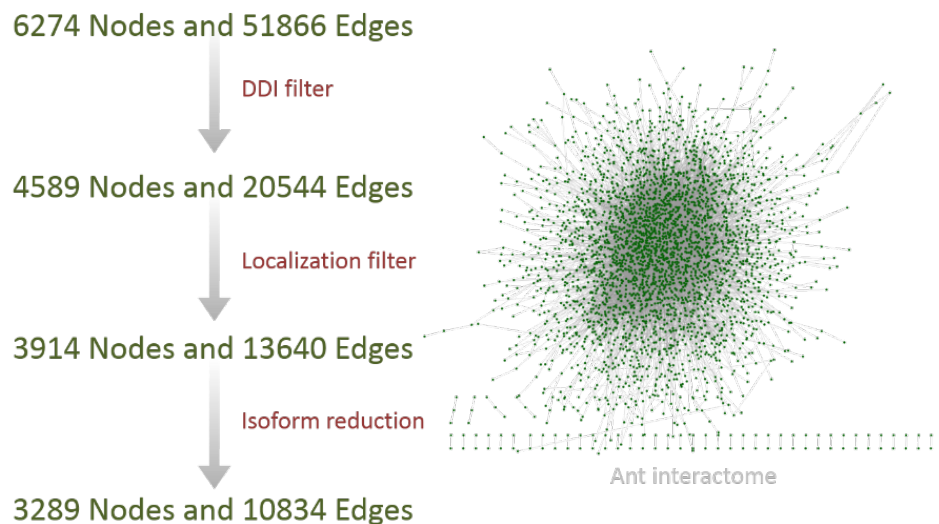 6274 Nodes and 51866 Edges
DDI filter
4589 Nodes and 20544 Edges
Localization filter
3914 Nodes and 13640 Edges
Isoform reduction
3289 Nodes and 10834 Edges
Ant interactome